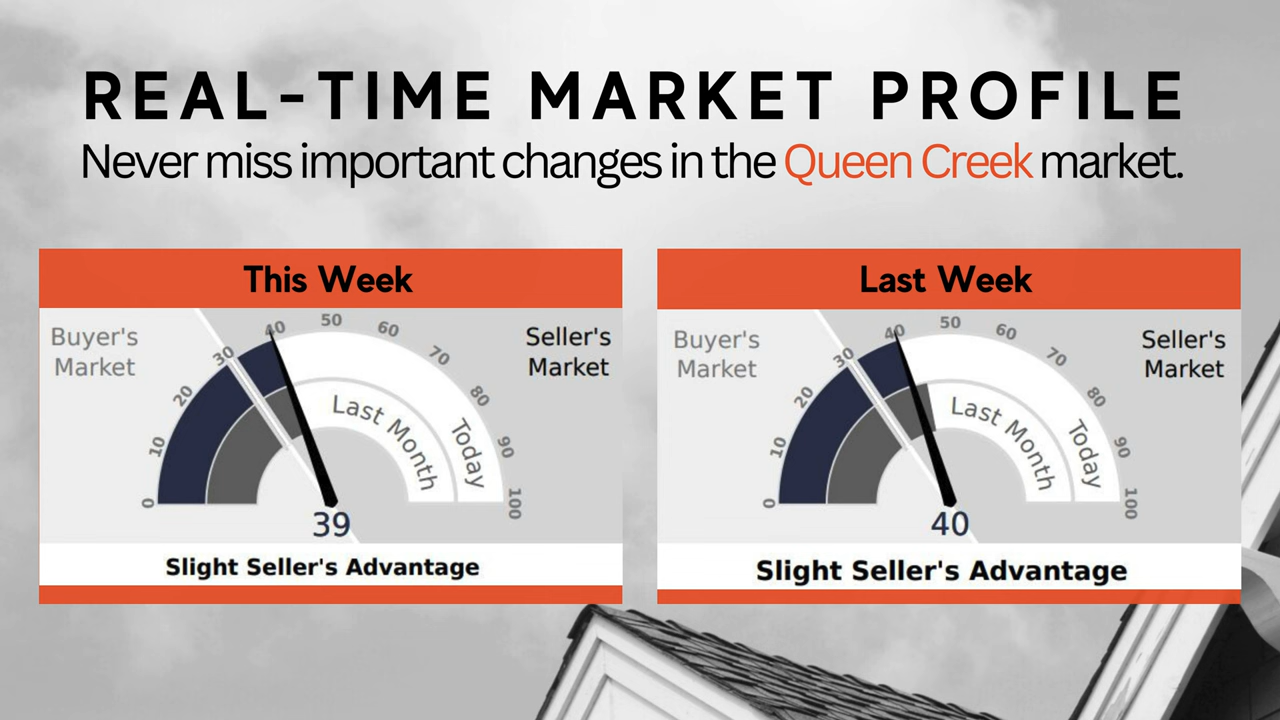 REAL-TIME MARKET PROFILE
Never miss important changes in the Queen Creek market.
This Week
Buyer's
Market
Seller's
Market
0
10
20
30
40
50
60
70
80
90
100
Last Month
Today
39
Slight Seller's Advantage
Last Week
Buyer's
Market
Seller's
Market
0
10
20
30
40
50
60
70
80
90
100
Last Month
Today
40
Slight Seller's Advantage